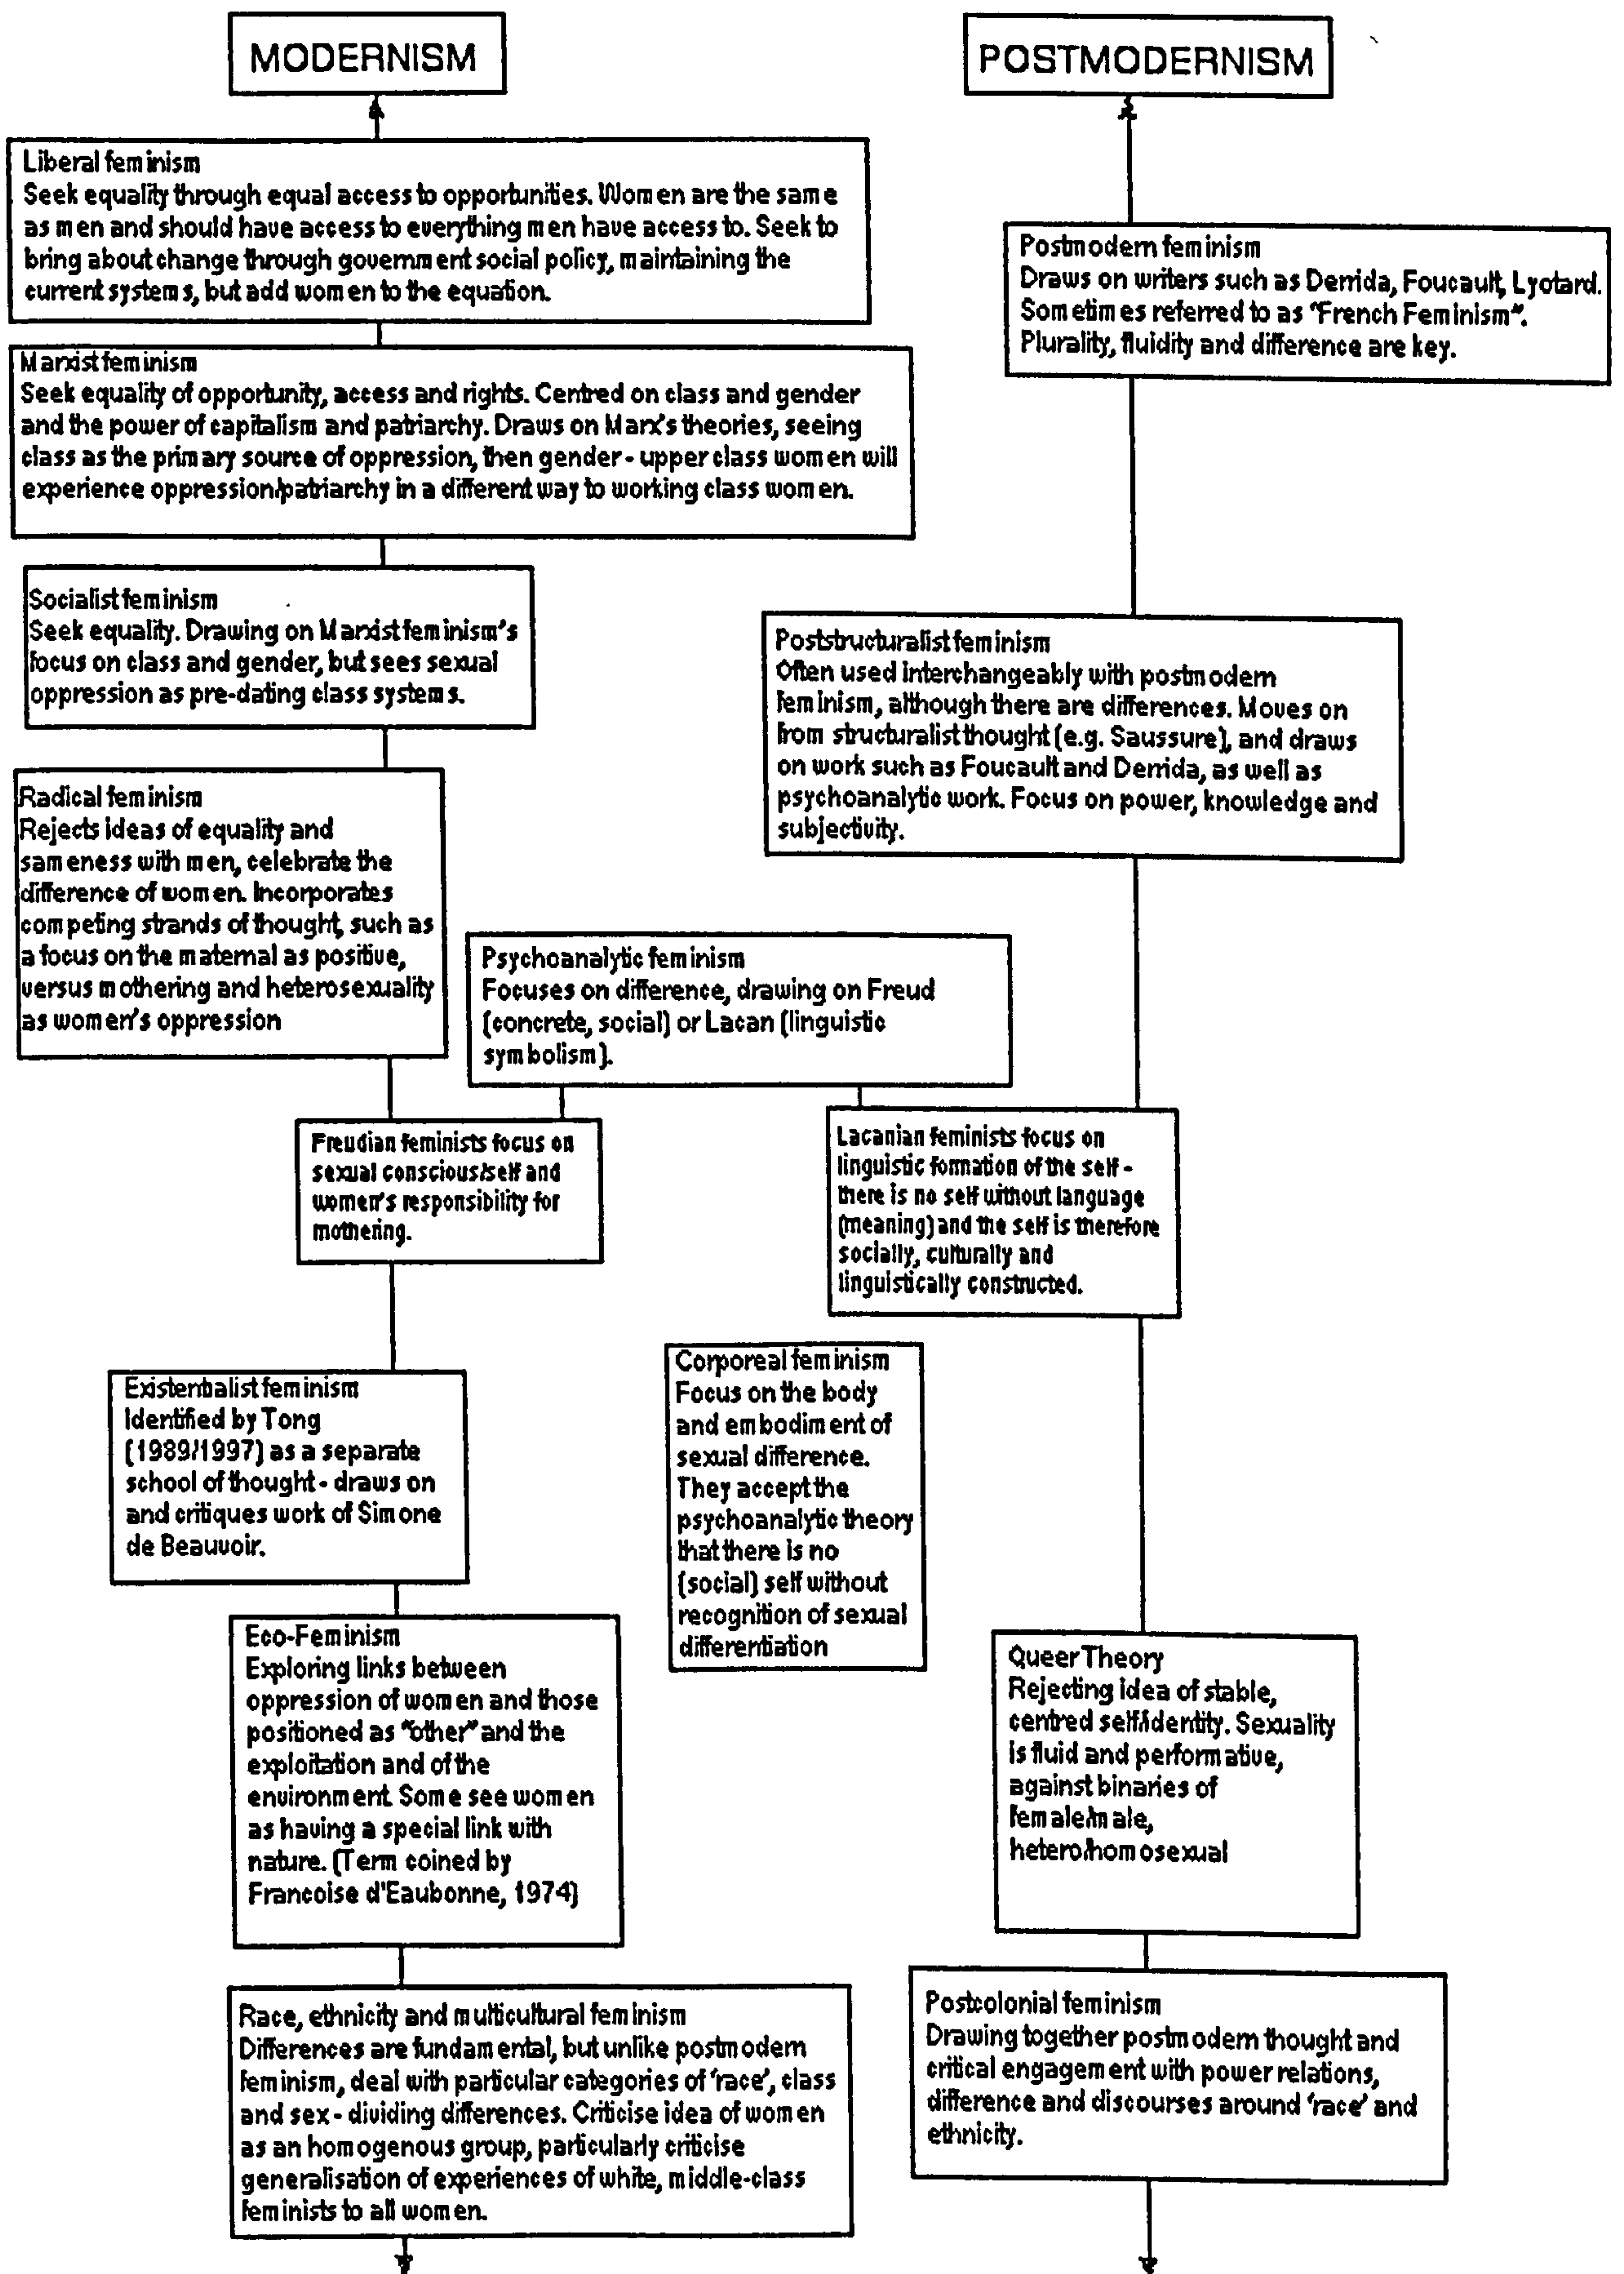 MODERNISM
POSTMODERNISM
Liberal feminism
Seek equality through equal access to opportunities. Women are the same
as men and should have access to everything men have access to. Seek to
bring about change through government social policy, maintaining the
current systems, but add women to the equation.
Marxist feminism
Seek equality of opportunity, access and rights. Centred on class and gender
and the power of capitalism and patriarchy. Draws on Marx's theories, seeing
class as the primary source of oppression, then gender - upper class women will
experience oppression/patriarchy in a different way to working class women.
Socialist feminism
Seek equality. Drawing on Marxist feminism's
focus on class and gender, but sees sexual
oppression as pre-dating class systems.
Radical feminism
Rejects ideas of equality and
sameness with men, celebrate the
difference of women. Incorporates
competing strands of thought, such as
a focus on the maternal as positive,
versus mothering and heterosexuality
as women's oppression
Postmodern feminism
Draws on writers such as Derrida, Foucault, Lyotard.
Sometimes referred to as "French Feminism".
Plurality, fluidity and difference are key.
Poststructuralist feminism
Often used interchangeably with postmodern
feminism, although there are differences. Moves on
from structuralist thought (e.g. Saussure), and draws
on work such as Foucault and Derrida, as well as
psychoanalytic work. Focus on power, knowledge and
subjectivity.
Psychoanalytic feminism
Focuses on difference, drawing on Freud
(concrete, social) or Lacan (linguistic
symbolism).
Freudian feminists focus on
sexual conscious/self and
women's responsibility for
mothering.
Lacanian feminists focus on
linguistic formation of the self -
there is no self without language
(meaning) and the self is therefore
socially, culturally and
linguistically constructed.
Existentialist feminism
Identified by Tong
(1989/1997) as a separate
school of thought - draws on
and critiques work of Simone
de Beauvoir.
Corporeal feminism
Focus on the body
and embodiment of
sexual difference.
They accept the
psychoanalytic theory
that there is no
(social) self without
recognition of sexual
differentiation
Eco-Feminism
Exploring links between
oppression of women and those
positioned as "other" and the
exploitation and of the
environment. Some see women
as having a special link with
nature. (Term coined by
Francoise d'Eaubonne, 1974)
Queer Theory
Rejecting idea of stable,
centred self/identity. Sexuality
is fluid and performative,
against binaries of
female/male,
hetero/homosexual
Race, ethnicity and multicultural feminism
Differences are fundamental, but unlike postmodern
feminism, deal with particular categories of 'race', class
and sex - dividing differences. Criticise idea of women
as an homogenous group, particularly criticise
generalisation of experiences of white, middle-class
feminists to all women.
Postcolonial feminism
Drawing together postmodern thought and
critical engagement with power relations,
difference and discourses around 'race' and
ethnicity.